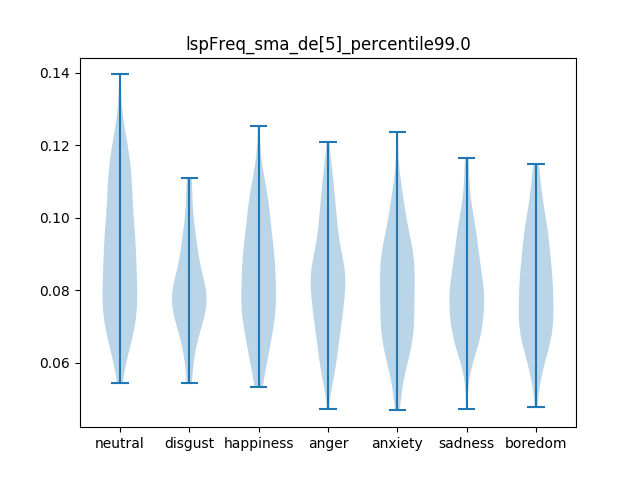 lspFreq_sma_de[5]_percentile99.0
0.14
0.12
0.10
0.08
0.06
neutral disgust happiness anger anxiety sadness boredom